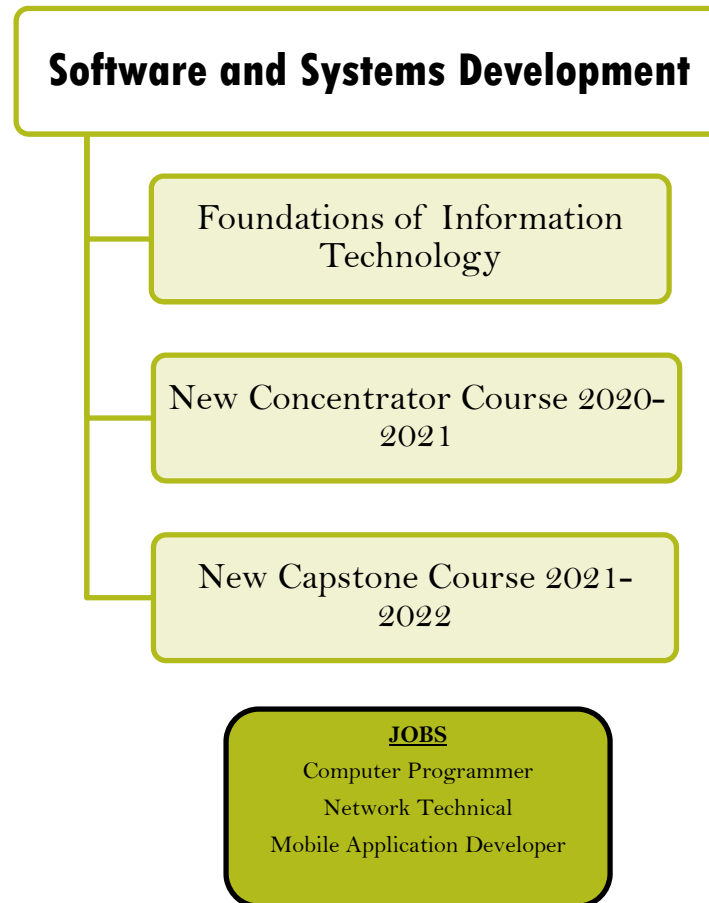 Software and Systems Development
Foundations of Information
Technology
New Concentrator Course 2020-
2021
New Capstone Course 2021-
2022
JOBS
Computer Programmer
Network Technical
Mobile Application Developer